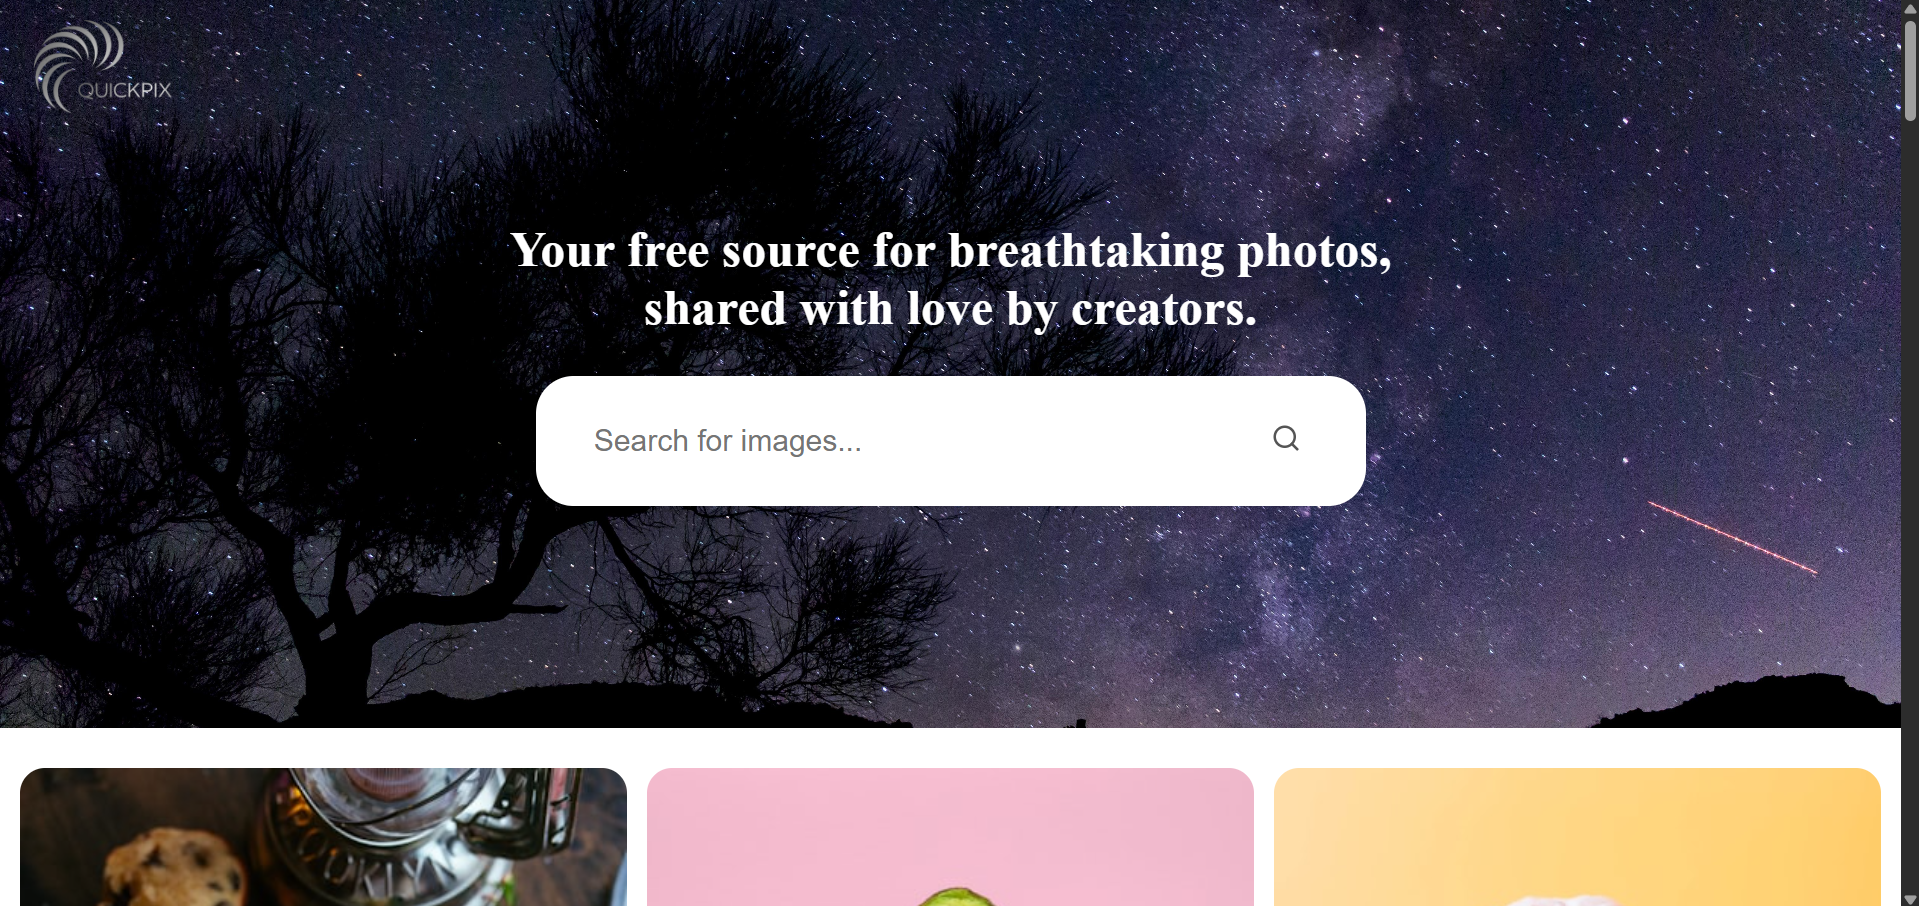 QUICKPIX
Your free source for breathtaking photos,
shared with love by creators.
Search for images...